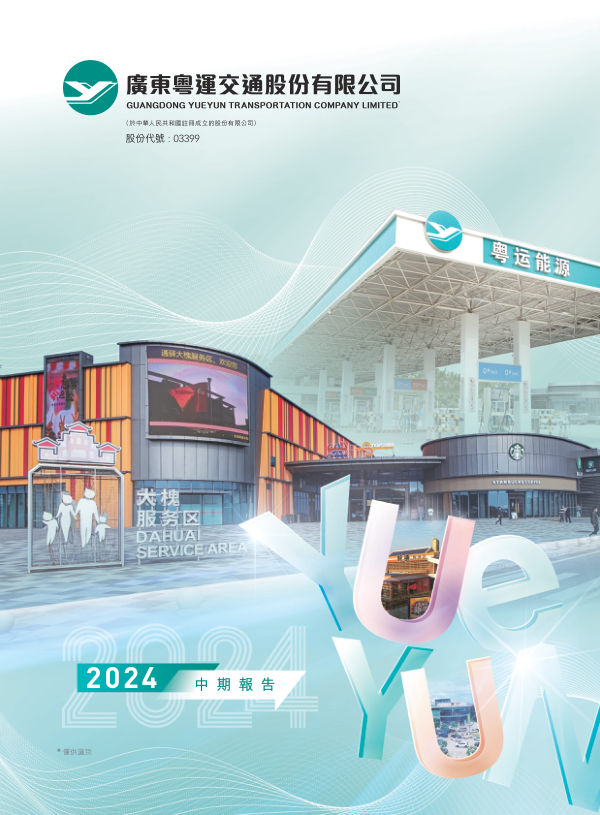 廣東粵運交通股份有限公司
GUANGDONG YUEYUN TRANSPORTATION COMPANY LIMITED*
（於中華人民共和國註冊成立的股份有限公司）
股份代號：03399
粤运能源
大槐
服务区
DAHUAI
SERVICE AREA
Yue
YUN
2024
2024 中期報告
* 僅供識別